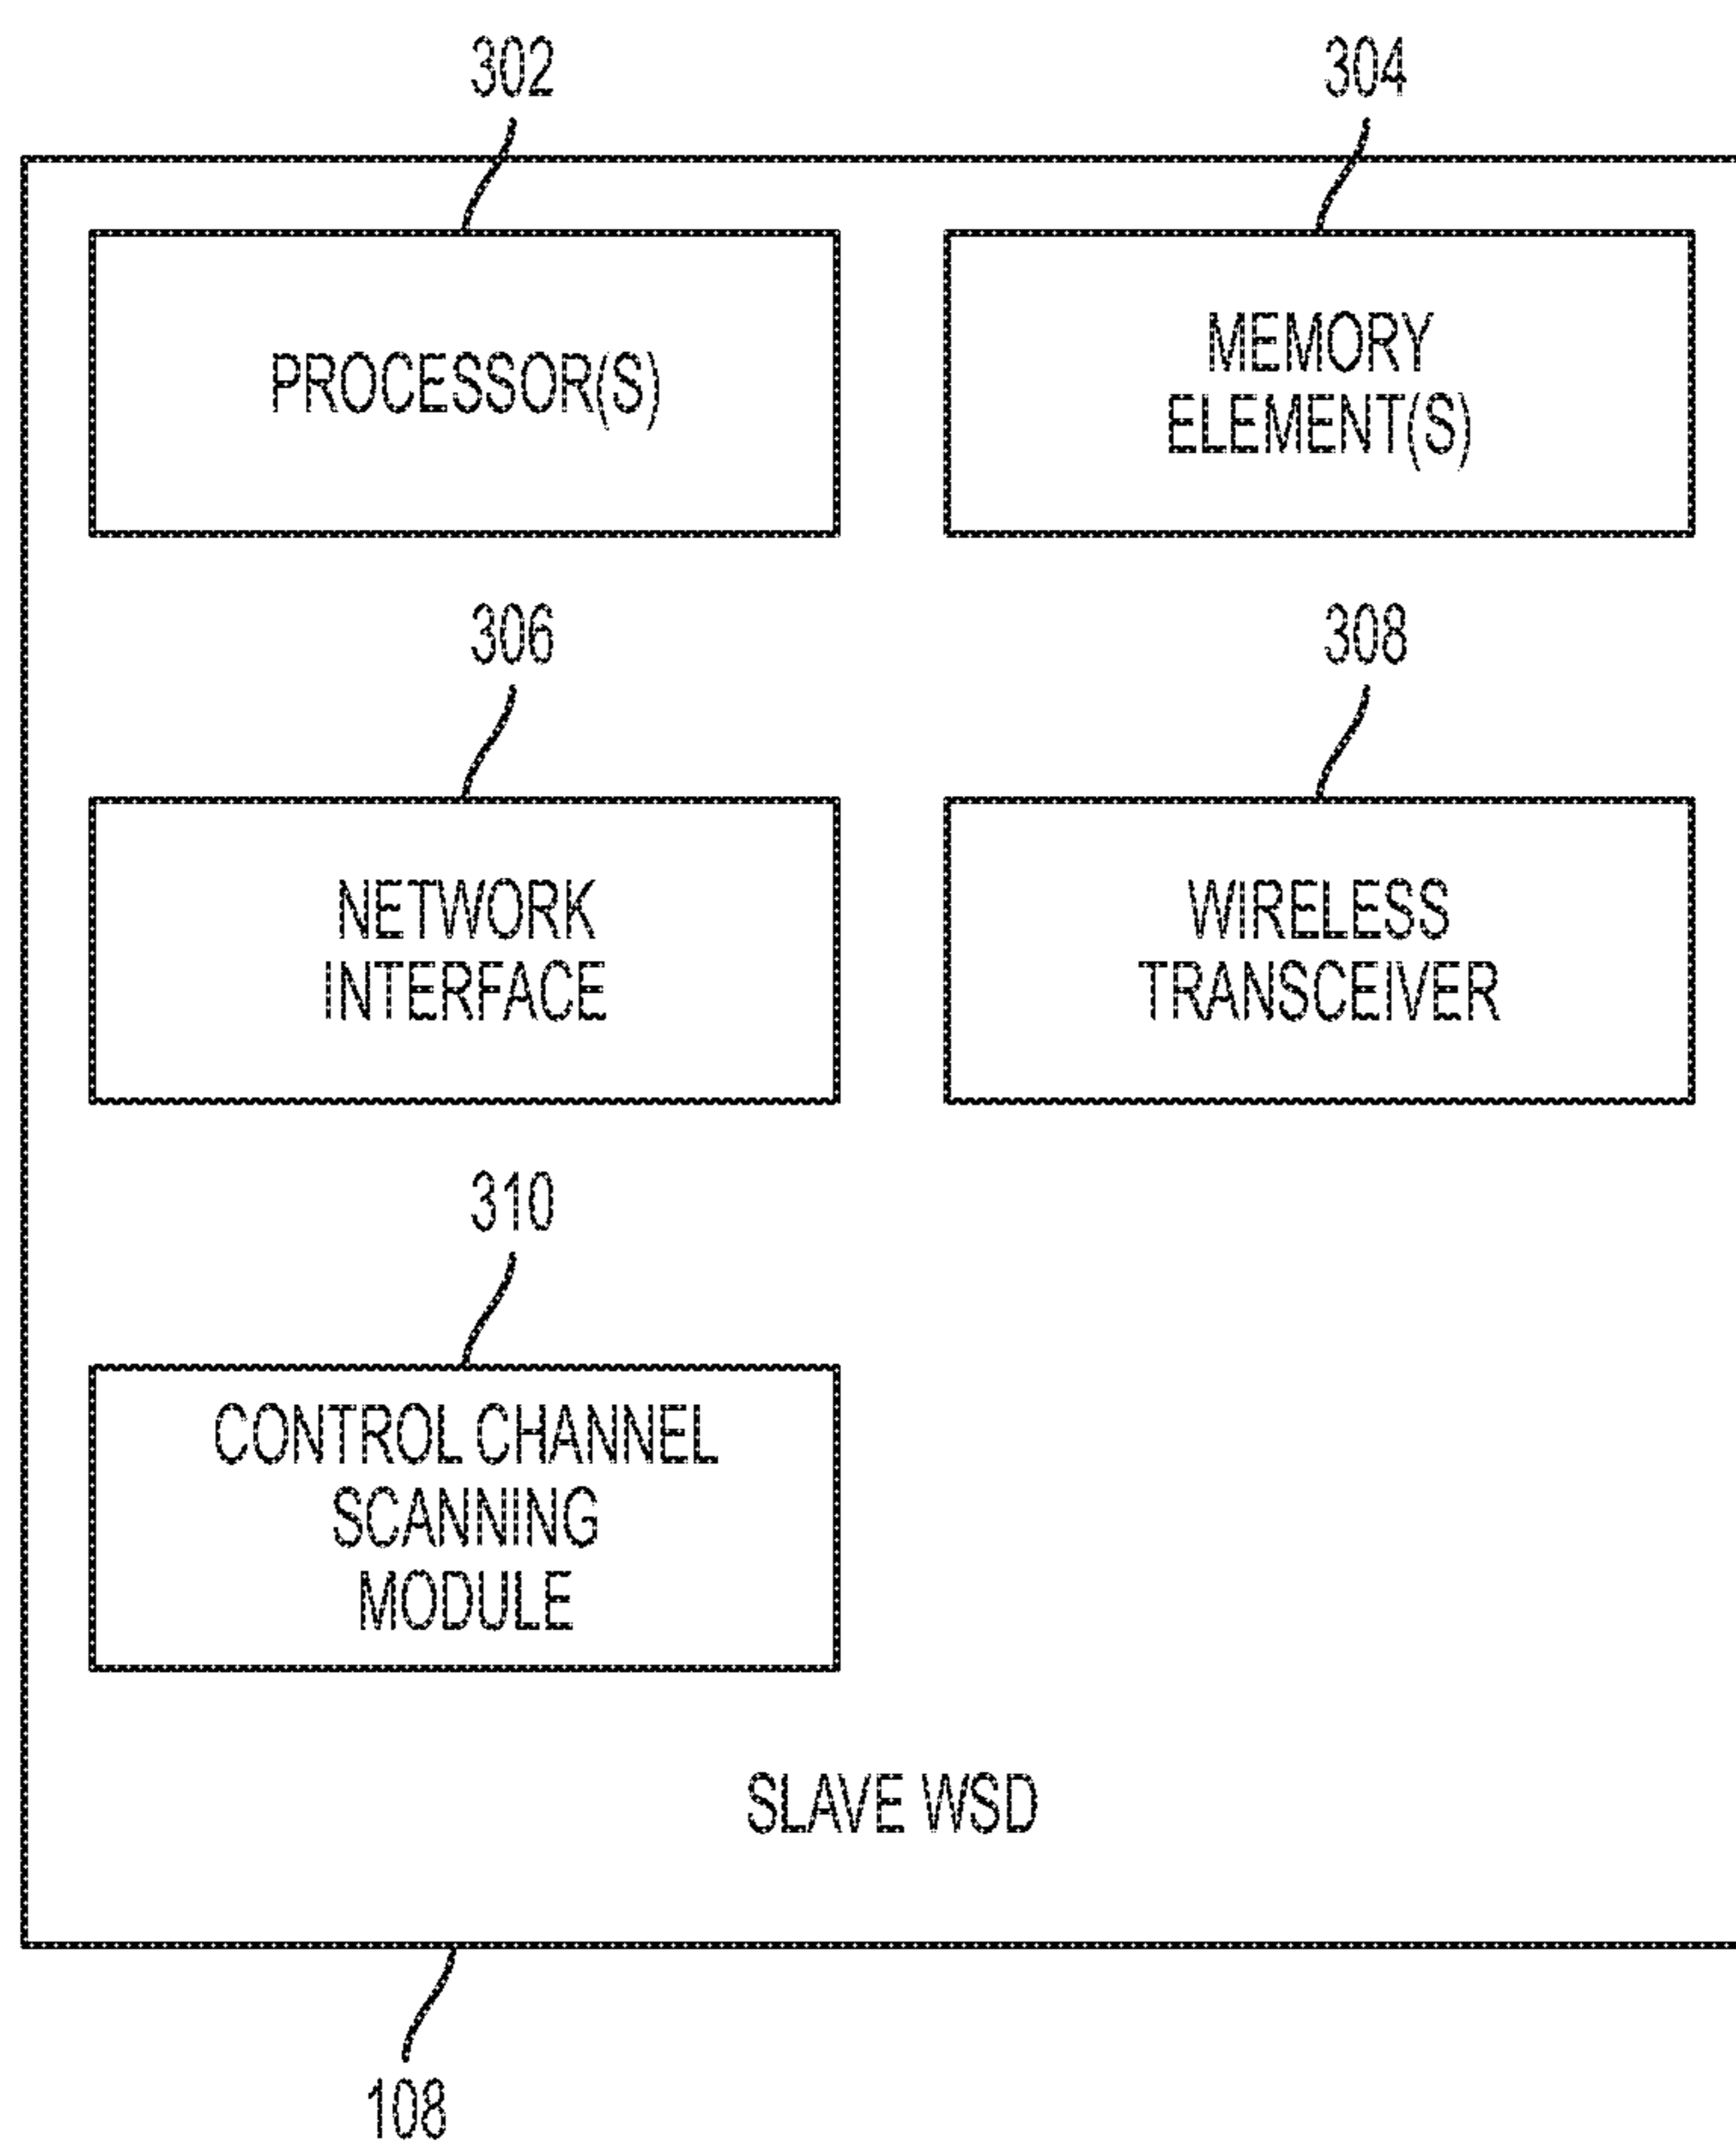 302
304
PROCESSOR(S)
MEMORY
ELEMENT(S)
306
308
NETWORK
INTERFACE
WIRELESS
TRANSCEIVER
310
CONTROL CHANNEL
SCANNING
MODULE
SLAVE WSD
108